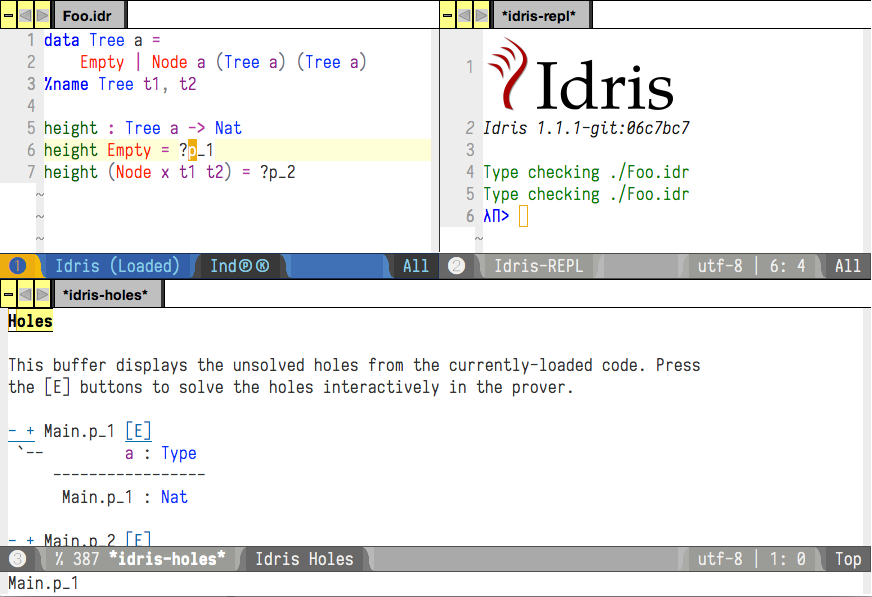 Foo.idr
1 data Tree a =
2 Empty | Node a (Tree a) (Tree a)
3 %name Tree t1, t2
4
5 height : Tree a -> Nat
6 height Empty = ?p_1
7 height (Node x t1 t2) = ?p_2
~
~
~
1 Idris (Loaded) IndⓅⓀ All
*idris-repl*
1 Idris
2 Idris 1.1.1-git:06c7bc7
3
4 Type checking ./Foo.idr
5 Type checking ./Foo.idr
6 λΠ>
~
2 Idris-REPL utf-8 | 6: 4 All
*idris-holes*
Holes
This buffer displays the unsolved holes from the currently-loaded code. Press
the [E] buttons to solve the holes interactively in the prover.
- + Main.p_1 [E]
`-- a : Type
-----------------
Main.p_1 : Nat
- + Main.p_2 [E]
3 % 387 *idris-holes* Idris Holes utf-8 | 1: 0 Top
Main.p_1